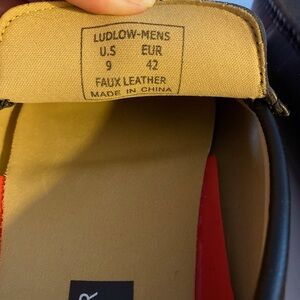 LUDLOW-MENS
U.S EUR
9 42
FAUX LEATHER
MADE IN CHINA
R